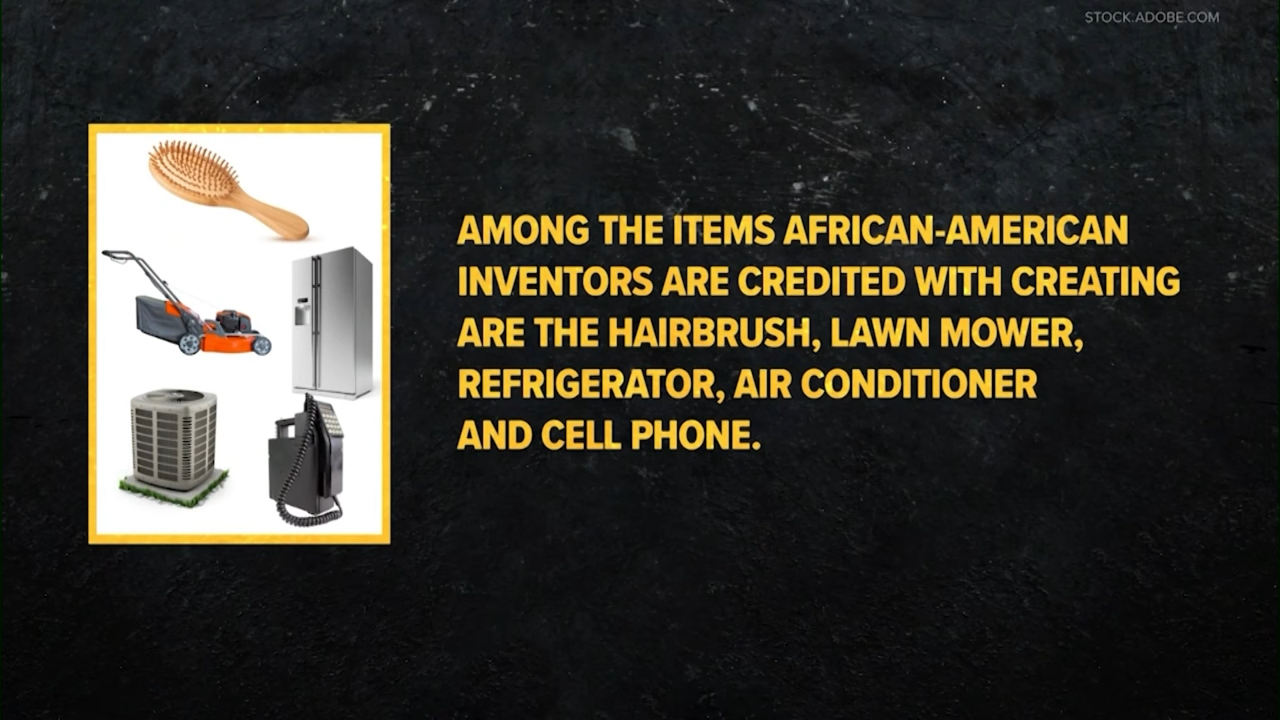 STOCK.ADOBE.COM
AMONG THE ITEMS AFRICAN-AMERICAN
INVENTORS ARE CREDITED WITH CREATING
ARE THE HAIRBRUSH, LAWN MOWER,
REFRIGERATOR, AIR CONDITIONER
AND CELL PHONE.